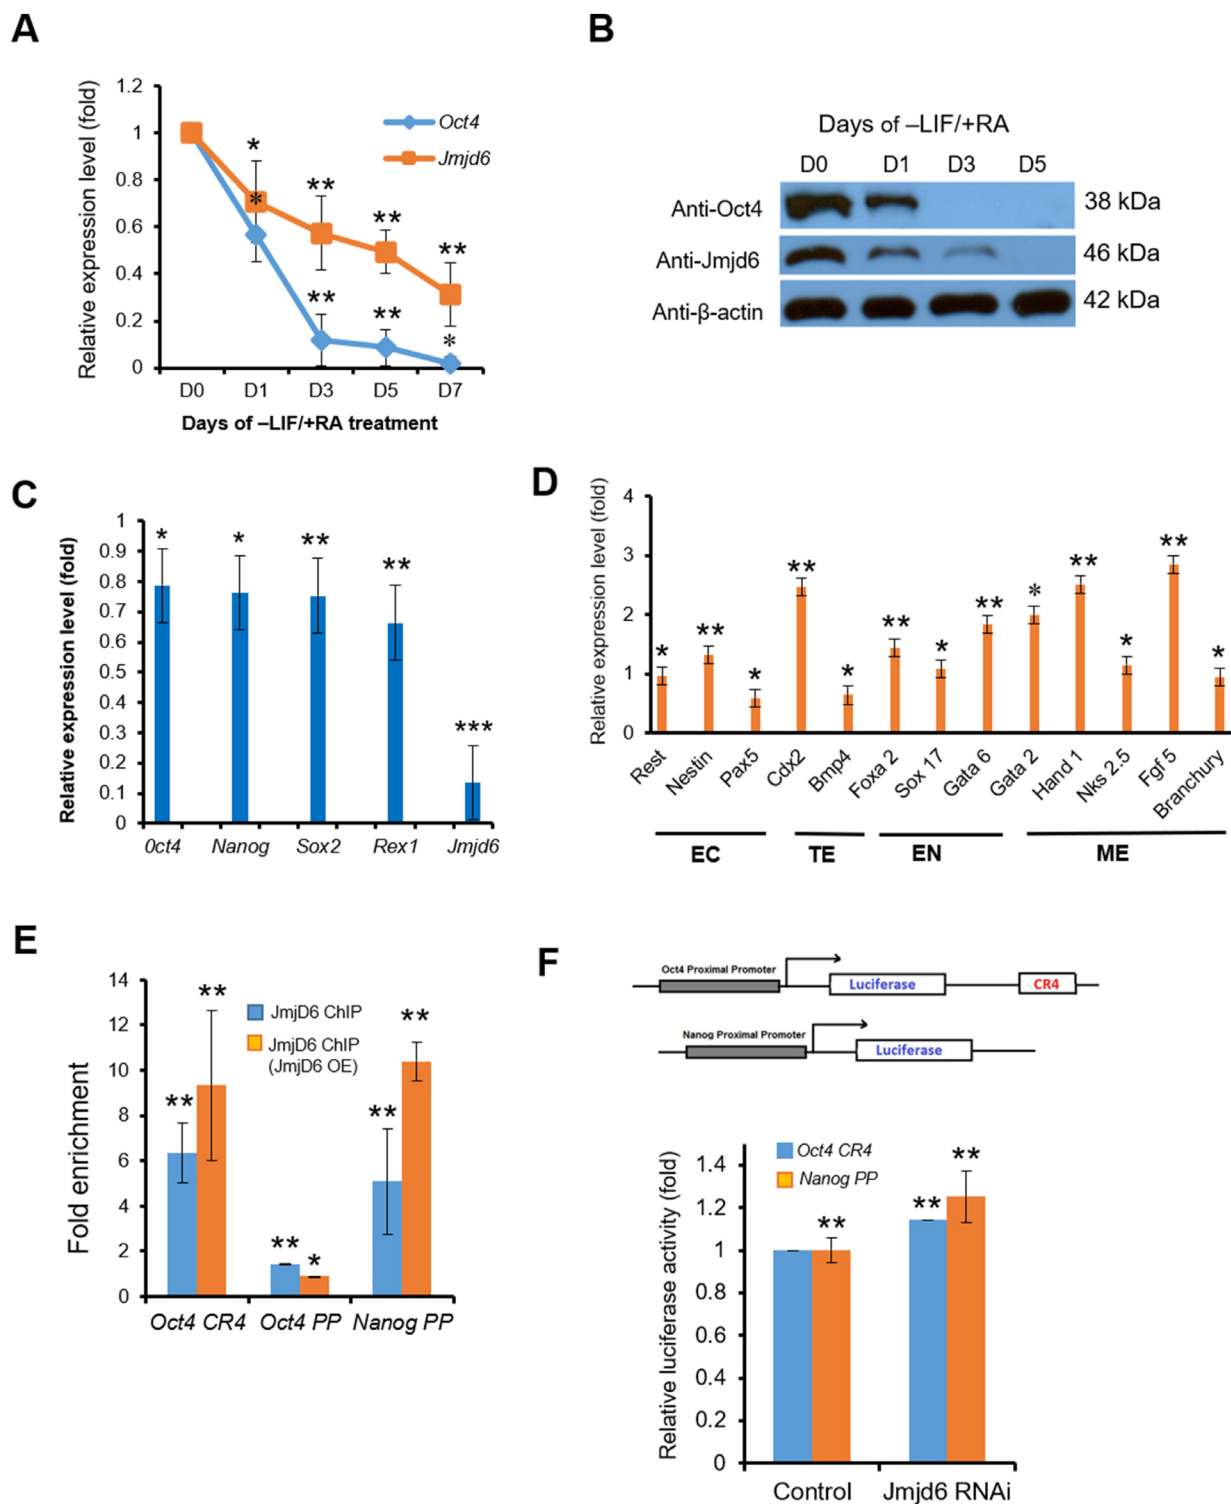 A
Relative expression level (fold)
1.2
1
0.8
0.6
0.4
0.2
0
Oct4
Jmjd6
*
*
**
**
**
**
**
*
D0 D1 D3 D5 D7
Days of –LIF/+RA treatment
B
Days of –LIF/+RA
D0 D1 D3 D5
Anti-Oct4 38 kDa
Anti-Jmjd6 46 kDa
Anti-β-actin 42 kDa
C
Relative expression level (fold)
1
0.9
0.8
0.7
0.6
0.5
0.4
0.3
0.2
0.1
0
* * ** ** ***
Oct4 Nanog Sox2 Rex1 Jmjd6
D
Relative expression level (fold)
4
3
2
1
0
* ** * ** * ** * ** * ** * ** *
Rest Nestin Pax5 Cdx2 Bmp4 Foxa 2 Sox 17 Gata 6 Gata 2 Hand 1 Nks 2.5 Fgf 5 Branchury
EC TE EN ME
E
Fold enrichment
14
12
10
8
6
4
2
0
JmjD6 ChIP
JmjD6 ChIP
(JmjD6 OE)
** ** ** * ** **
Oct4 CR4 Oct4 PP Nanog PP
F
Oct4 Proximal Promoter
Luciferase
CR4
Nanog Proximal Promoter
Luciferase
Relative luciferase activity (fold)
1.4
1.2
1
0.8
0.6
0.4
0.2
0
Oct4 CR4
Nanog PP
** ** **
Control Jmjd6 RNAi